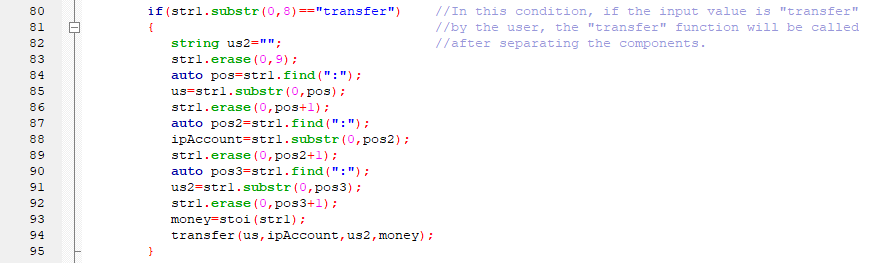 80 if(str1.substr(0,8)=="transfer") //In this condition, if the input value is "transfer"
81 { //by the user, the "transfer" function will be called
82 string us2=""; //after separating the components.
83 str1.erase(0,9);
84 auto pos=str1.find(":");
85 us=str1.substr(0,pos);
86 str1.erase(0,pos+1);
87 auto pos2=str1.find(":");
88 ipAccount=str1.substr(0,pos2);
89 str1.erase(0,pos2+1);
90 auto pos3=str1.find(":");
91 us2=str1.substr(0,pos3);
92 str1.erase(0,pos3+1);
93 money=stoi(str1);
94 transfer(us,ipAccount,us2,money);
95 }